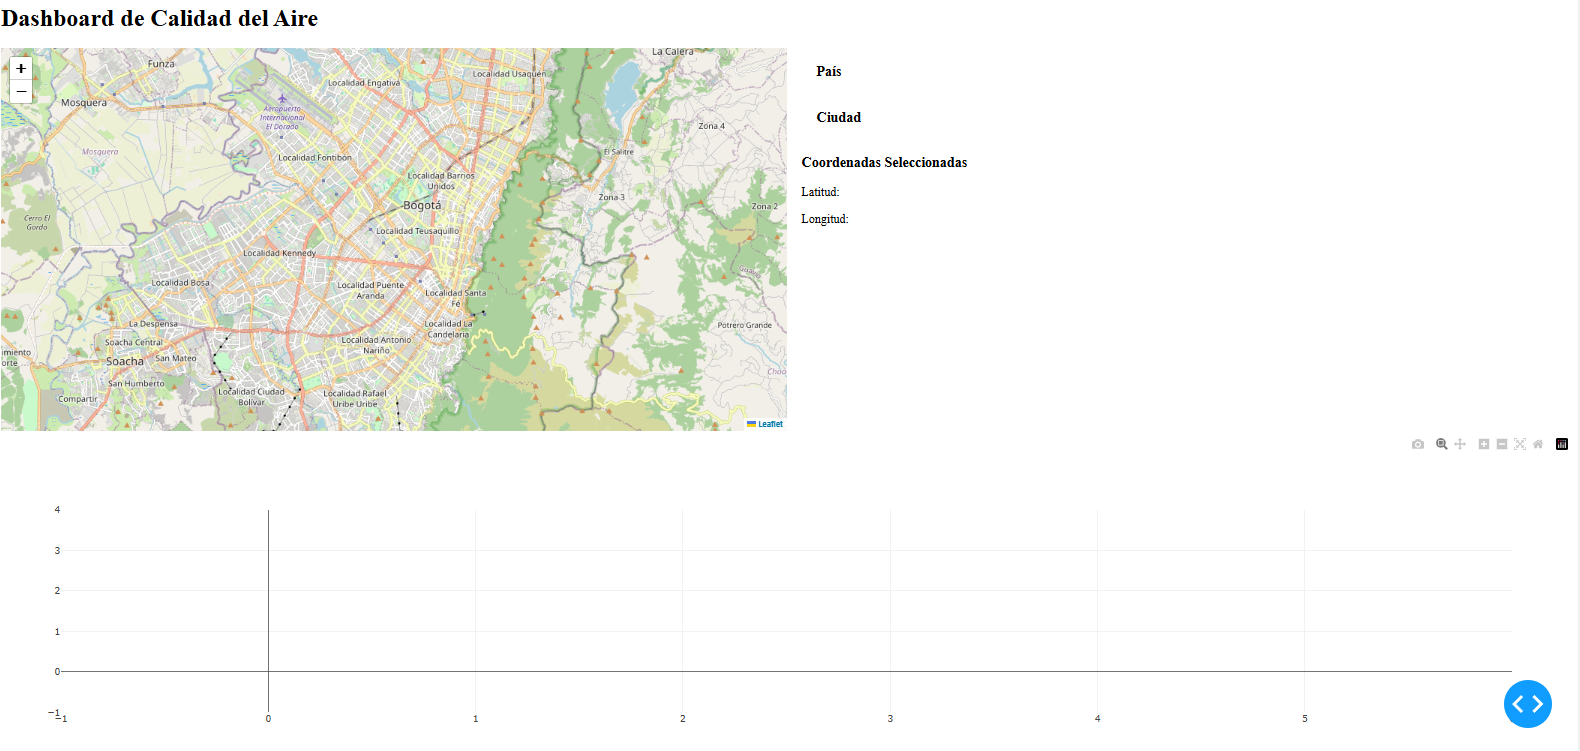 Dashboard de Calidad del Aire
+
−
Funza
Mosquera
Mosquera
Cerro El
Gordo
Aeropuerto
Internacional
El Dorado
Localidad Engativá
Localidad Usaquén
La Calera
Localidad Fontibón
Localidad Barrios
Unidos
Bogotá
Localidad Teusaquillo
Localidad Kennedy
Localidad Bosa
Localidad Puente
Aranda
Localidad Santa
Fé
Localidad La
Candelaria
Localidad Antonio
Nariño
La Despensa
Soacha Central
Soacha
San Mateo
San Humberto
Compartir
Localidad Ciudad
Bolívar
Localidad Rafael
Uribe Uribe
imiento
orte
Zona 4
El Salitre
Zona 3
Zona 2
Potrero Grande
Leaflet
País
Ciudad
Coordenadas Seleccionadas
Latitud:
Longitud:
4
3
2
1
0
−1
−1
0
1
2
3
4
5